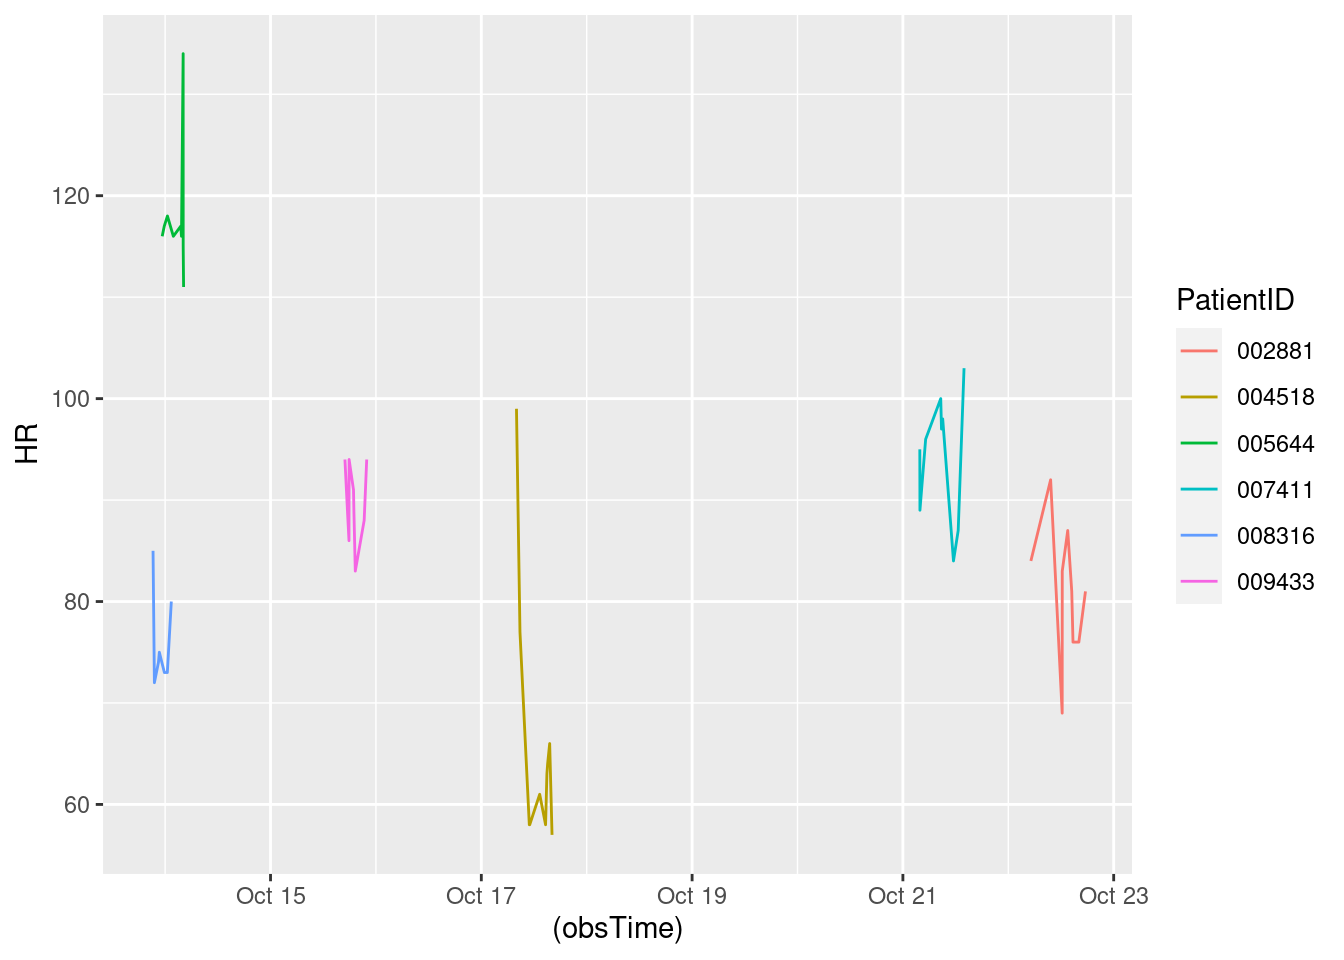 120
100
80
60
HR
Oct 15
Oct 17
Oct 19
Oct 21
Oct 23
(obsTime)
PatientID
002881
004518
005644
007411
008316
009433